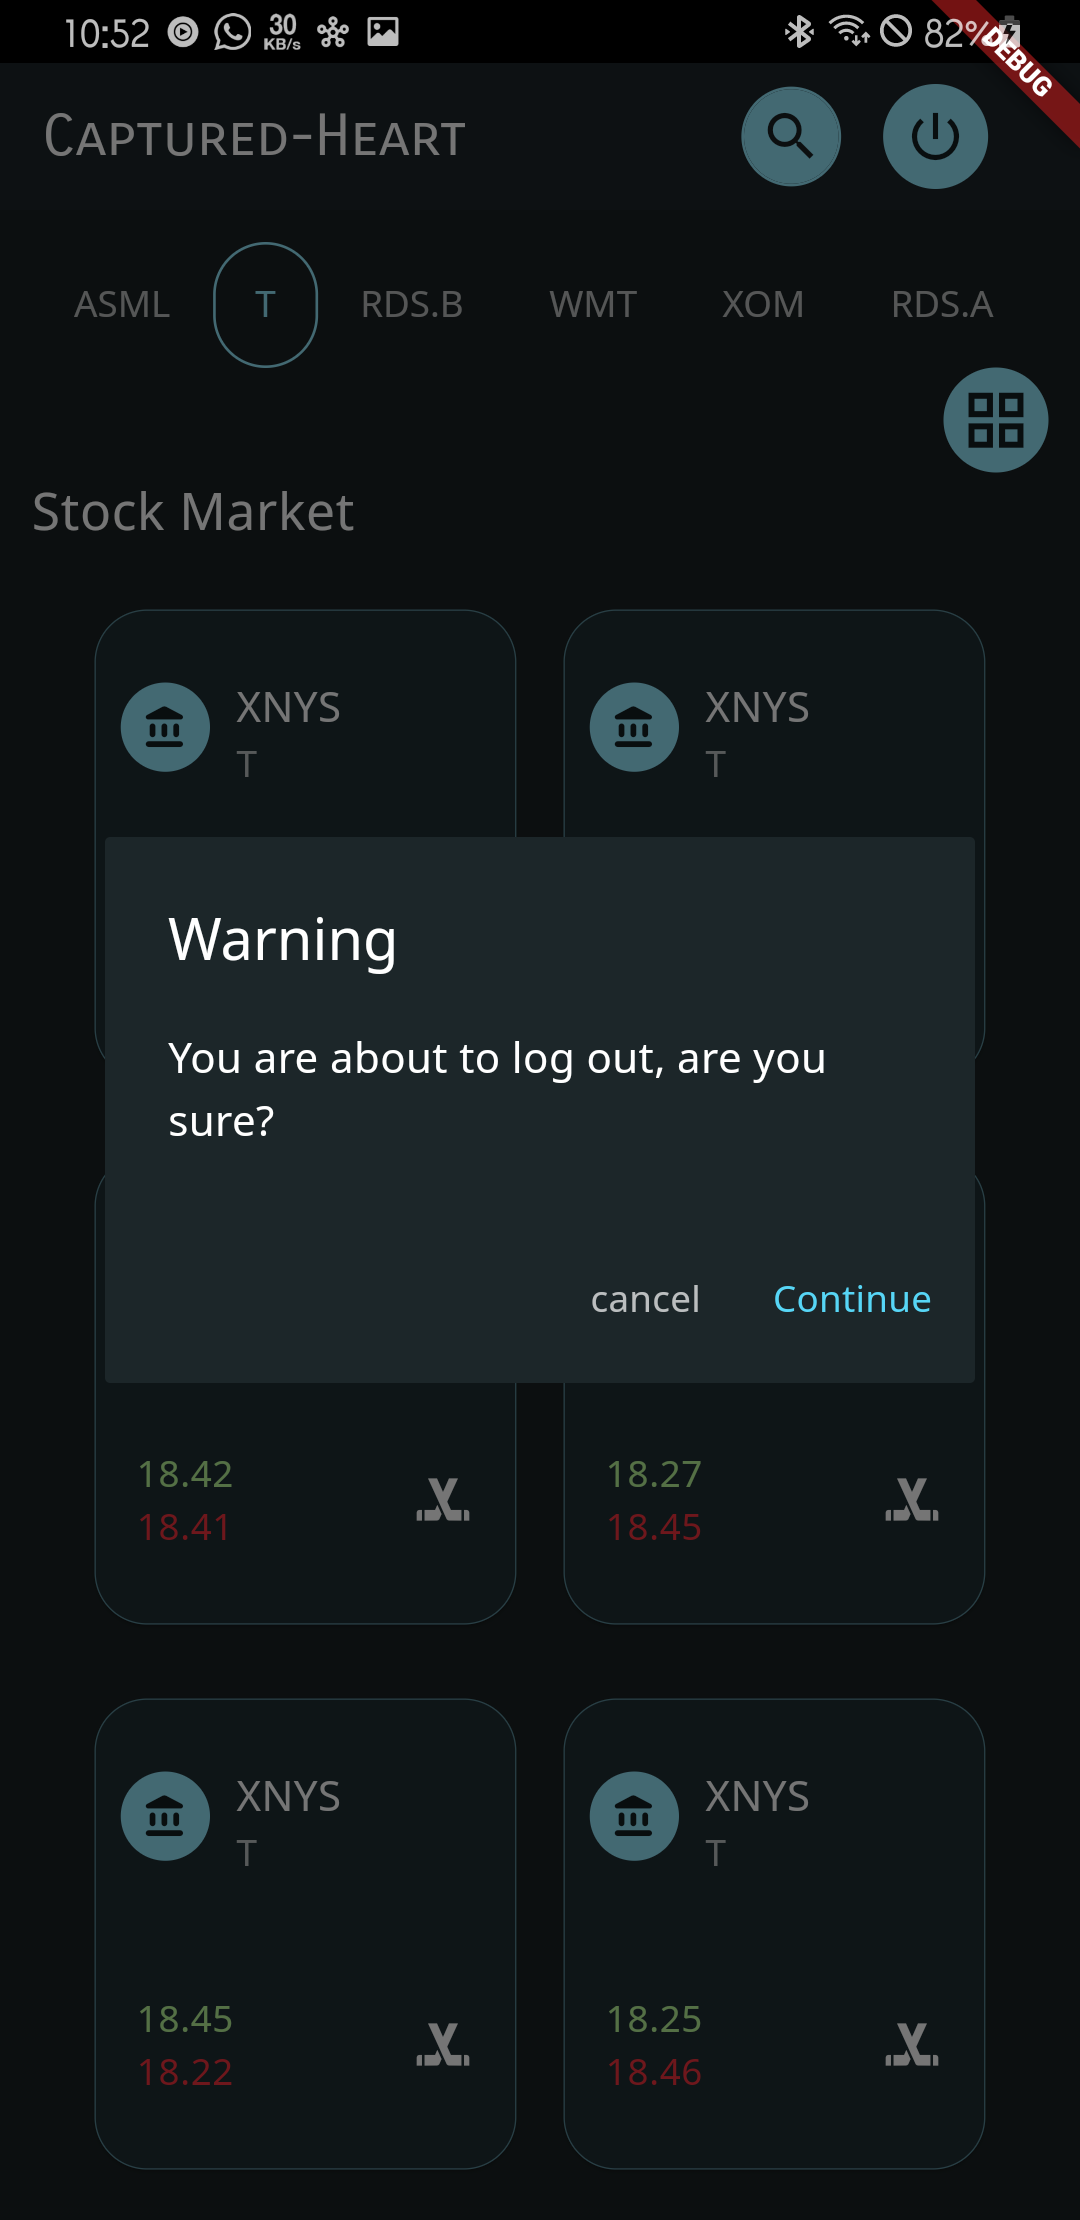 10:52 30 KB/s 82%
DEBUG
Captured-Heart
ASML T RDS.B WMT XOM RDS.A
Stock Market
XNYS XNYS
T T
Warning
You are about to log out, are you
sure?
cancel Continue
18.42 18.27
18.41 18.45
XNYS XNYS
T T
18.45 18.25
18.22 18.46